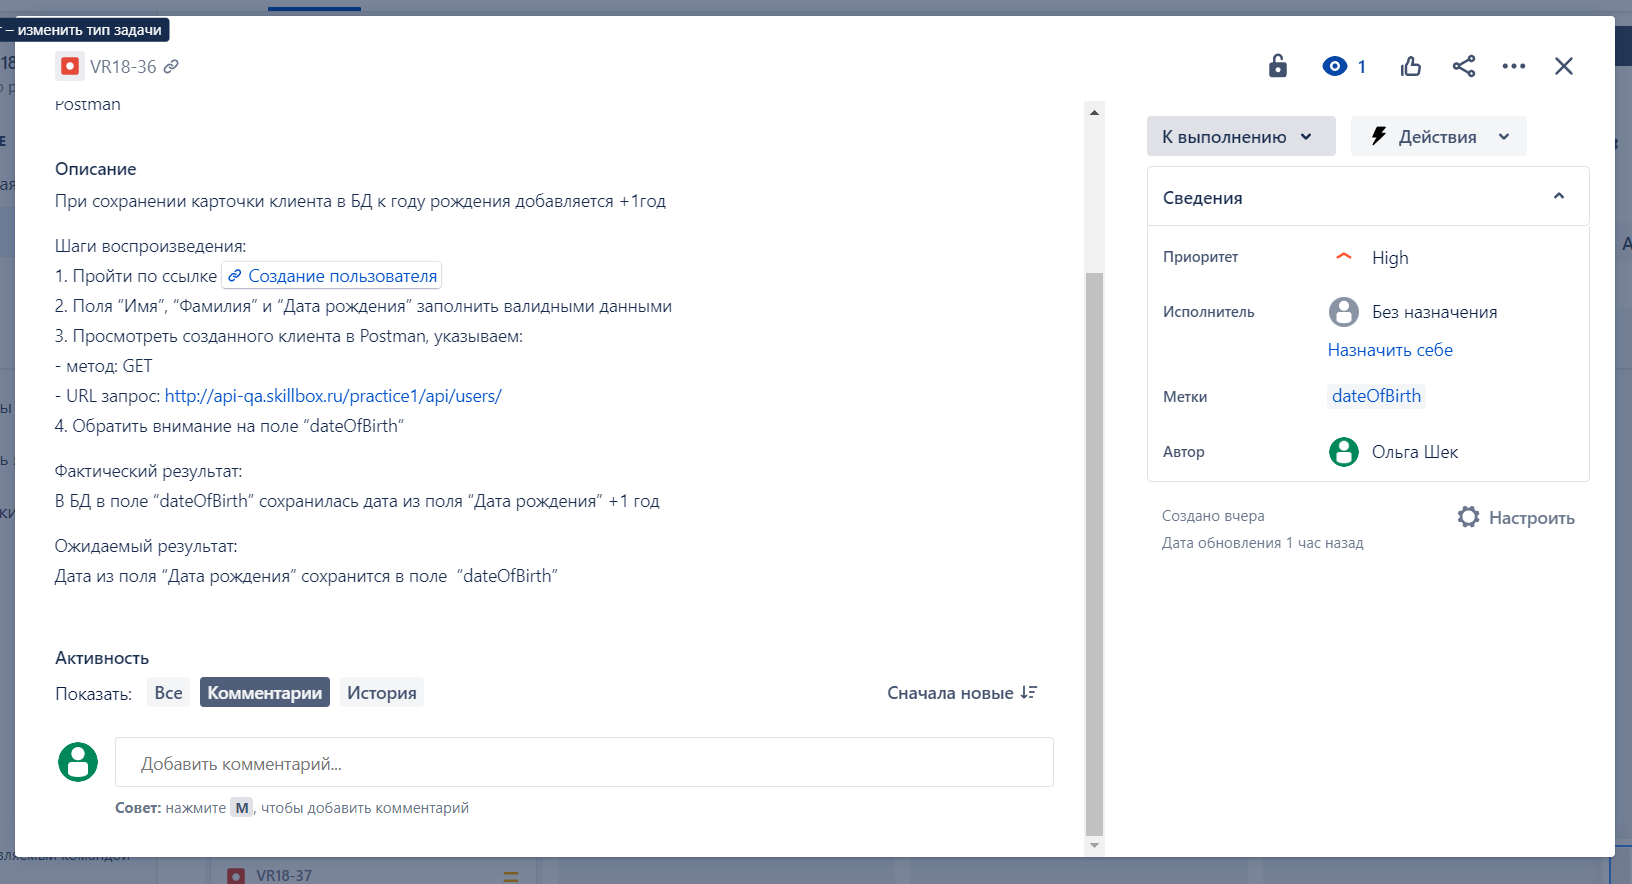 – изменить тип задачи
VR18-36
1
Postman
Описание
При сохранении карточки клиента в БД к году рождения добавляется +1год
Шаги воспроизведения:
1. Пройти по ссылке Создание пользователя
2. Поля “Имя”, “Фамилия” и “Дата рождения” заполнить валидными данными
3. Просмотреть созданного клиента в Postman, указываем:
- метод: GET
- URL запрос: http://api-qa.skillbox.ru/practice1/api/users/
4. Обратить внимание на поле “dateOfBirth“
Фактический результат:
В БД в поле “dateOfBirth” сохранилась дата из поля “Дата рождения” +1 год
Ожидаемый результат:
Дата из поля “Дата рождения” сохранится в поле “dateOfBirth”
Активность
Показать: Все Комментарии История
Сначала новые
Добавить комментарий...
Совет: нажмите M, чтобы добавить комментарий
К выполнению
Действия
Сведения
Приоритет High
Исполнитель Без назначения
Назначить себе
Метки dateOfBirth
Автор Ольга Шек
Создано вчера
Настроить
Дата обновления 1 час назад
VR18-37